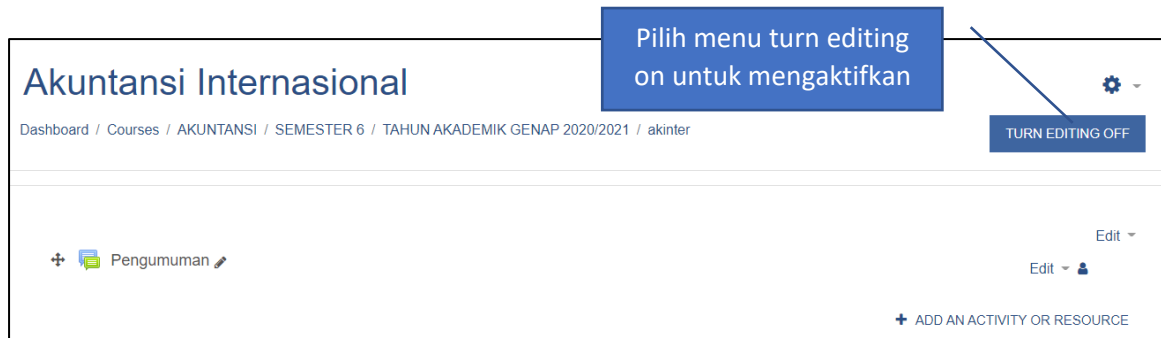 Pilih menu turn editing
on untuk mengaktifkan
Akuntansi Internasional
Dashboard / Courses / AKUNTANSI / SEMESTER 6 / TAHUN AKADEMIK GENAP 2020/2021 / akinter
TURN EDITING OFF
Edit
Pengumuman
Edit
+ ADD AN ACTIVITY OR RESOURCE